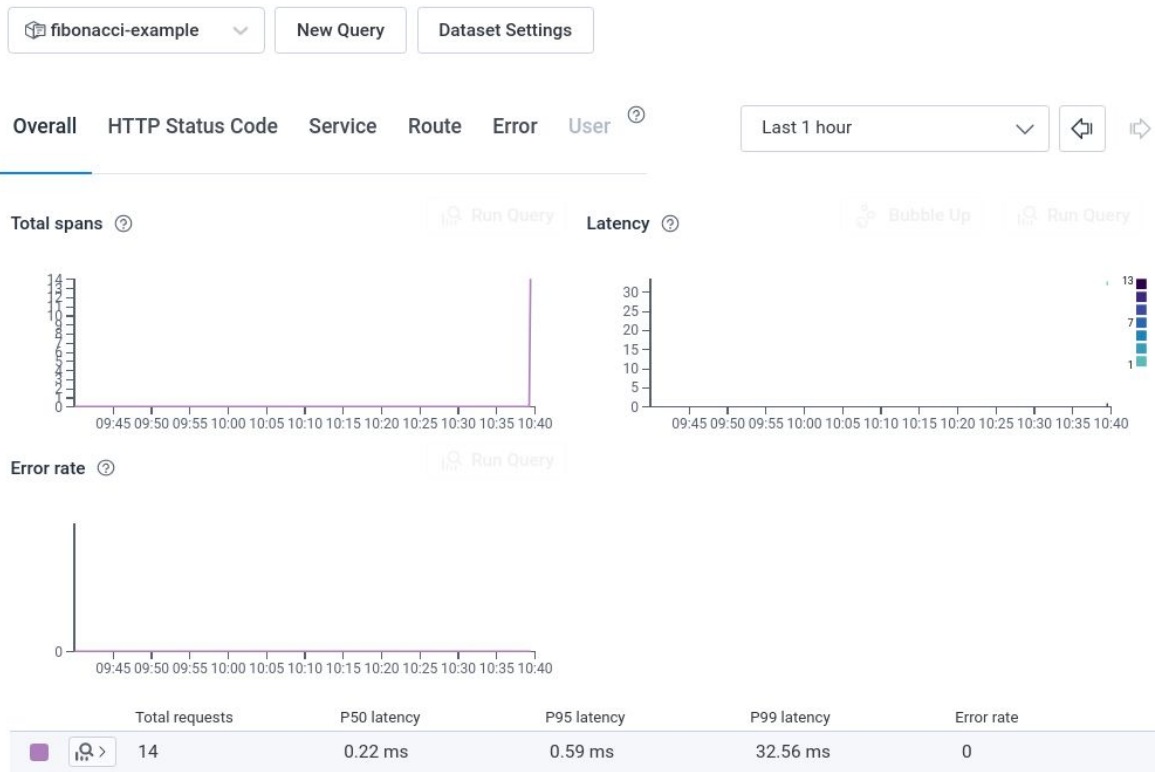 fibonacci-example New Query Dataset Settings
Overall HTTP Status Code Service Route Error User Last 1 hour
Total spans Run Query Latency Bubble Up Run Query
14
13
12
11
10
9
8
7
6
5
4
3
2
1
0
09:45 09:50 09:55 10:00 10:05 10:10 10:15 10:20 10:25 10:30 10:35 10:40
30
25
20
15
10
5
0
09:45 09:50 09:55 10:00 10:05 10:10 10:15 10:20 10:25 10:30 10:35 10:40
13
7
1
Error rate Run Query
0
09:45 09:50 09:55 10:00 10:05 10:10 10:15 10:20 10:25 10:30 10:35 10:40
Total requests P50 latency P95 latency P99 latency Error rate
14 0.22 ms 0.59 ms 32.56 ms 0